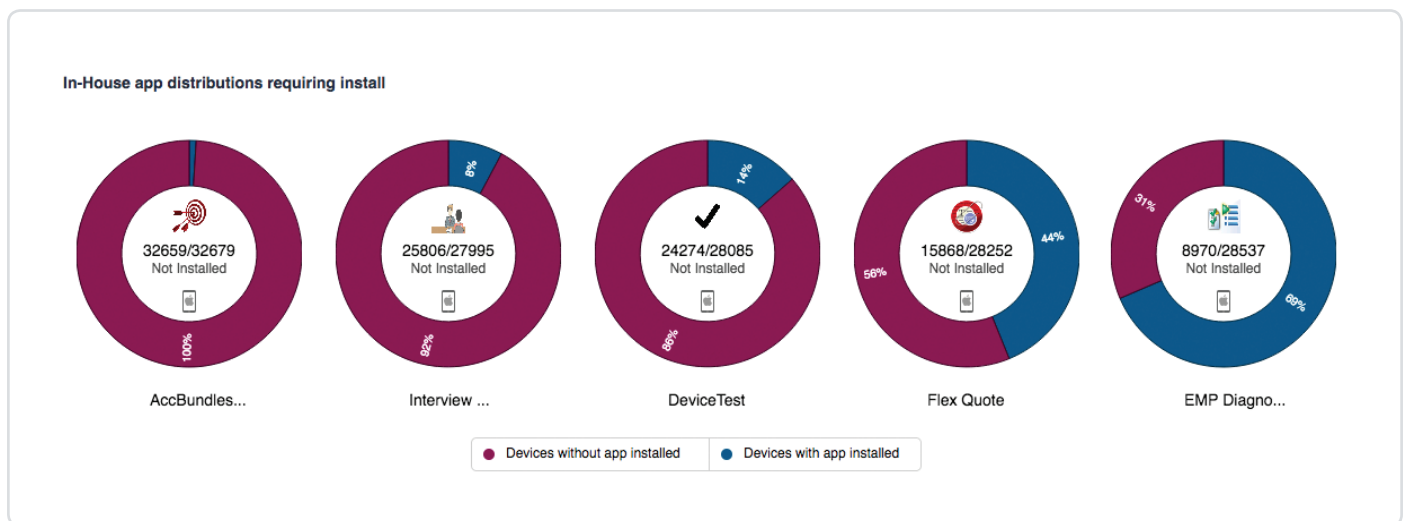 In-House app distributions requiring install
100%
32659/32679
Not Installed
AccBundles...
8%
92%
25806/27995
Not Installed
Interview ...
14%
86%
24274/28085
Not Installed
DeviceTest
44%
56%
15868/28252
Not Installed
Flex Quote
31%
69%
8970/28537
Not Installed
EMP Diagno...
Devices without app installed
Devices with app installed